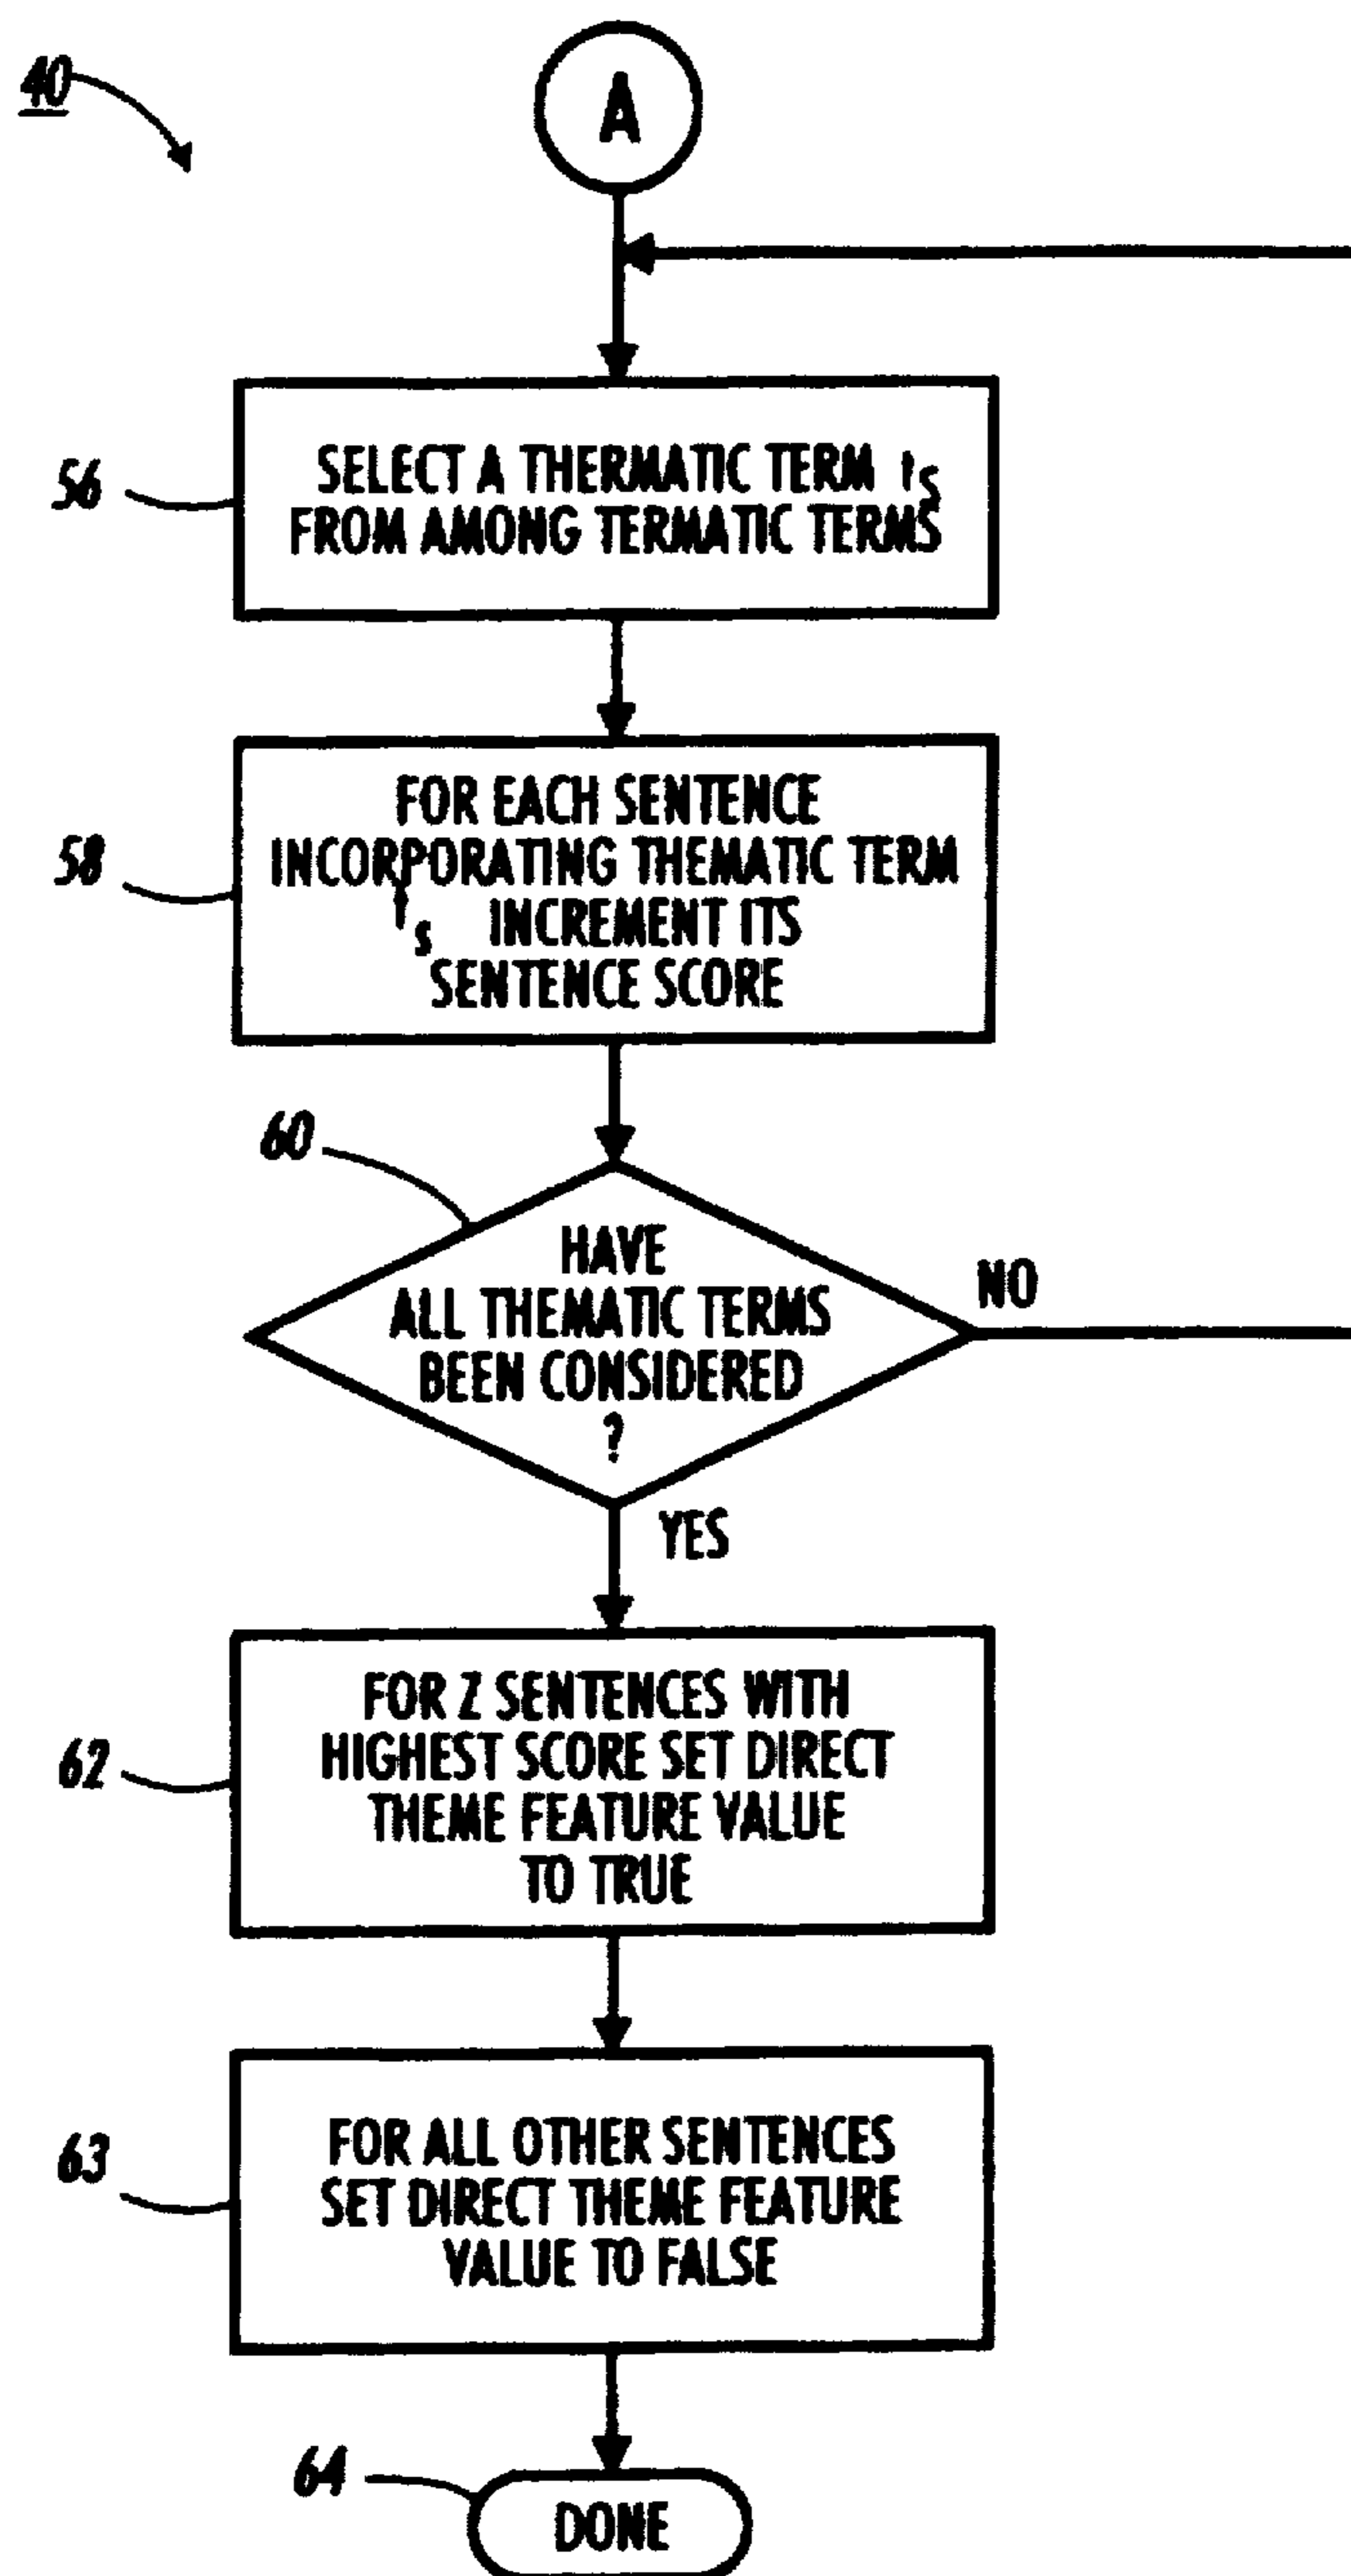 40
A
56
SELECT A THERMATIC TERM tS
FROM AMONG TERMATIC TERMS
58
FOR EACH SENTENCE
INCORPORATING THEMATIC TERM
ts INCREMENT ITS
SENTENCE SCORE
60
HAVE
ALL THEMATIC TERMS
BEEN CONSIDERED
?
NO
YES
62
FOR Z SENTENCES WITH
HIGHEST SCORE SET DIRECT
THEME FEATURE VALUE
TO TRUE
63
FOR ALL OTHER SENTENCES
SET DIRECT THEME FEATURE
VALUE TO FALSE
64
DONE